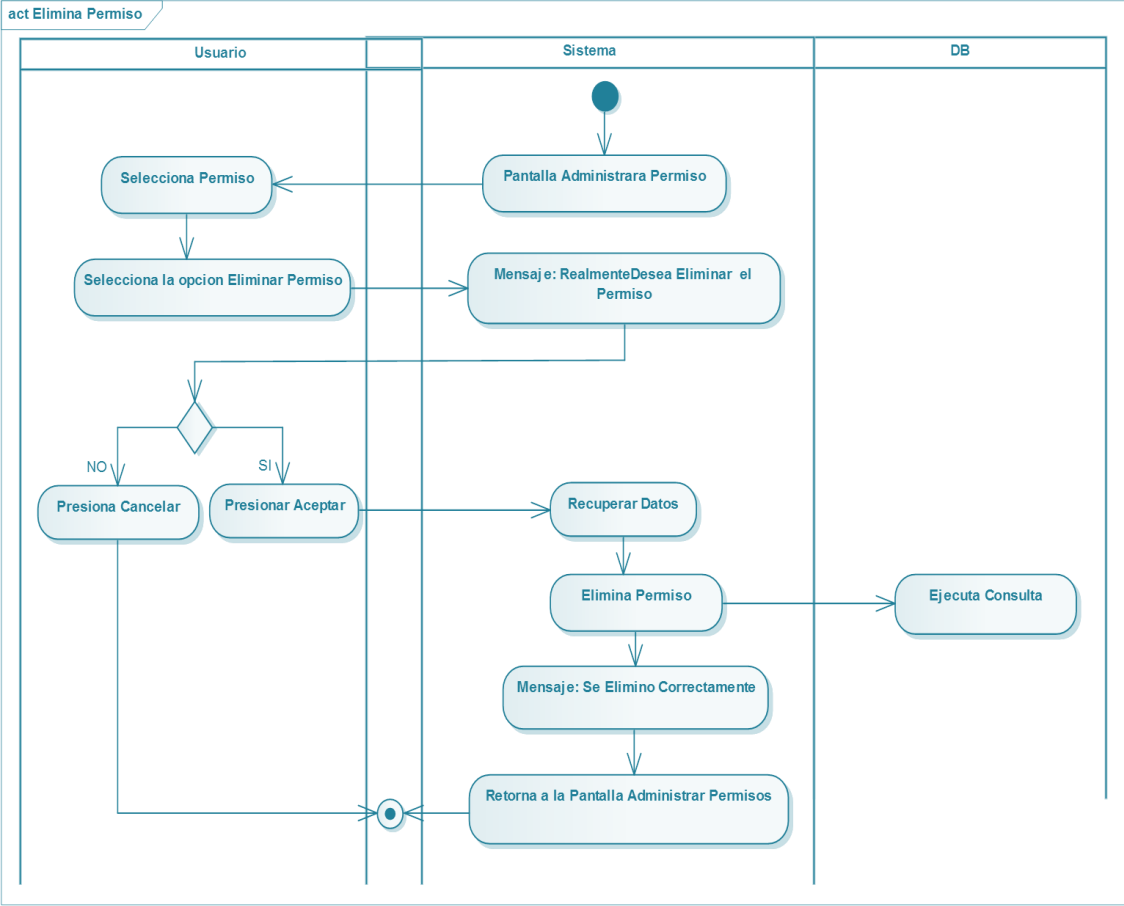 act Elimina Permiso
Usuario
Sistema
DB
Selecciona Permiso
Pantalla Administrara Permiso
Selecciona la opcion Eliminar Permiso
Mensaje: RealmenteDesea Eliminar el
Permiso
NO
SI
Presiona Cancelar
Presionar Aceptar
Recuperar Datos
Elimina Permiso
Ejecuta Consulta
Mensaje: Se Elimino Correctamente
Retorna a la Pantalla Administrar Permisos